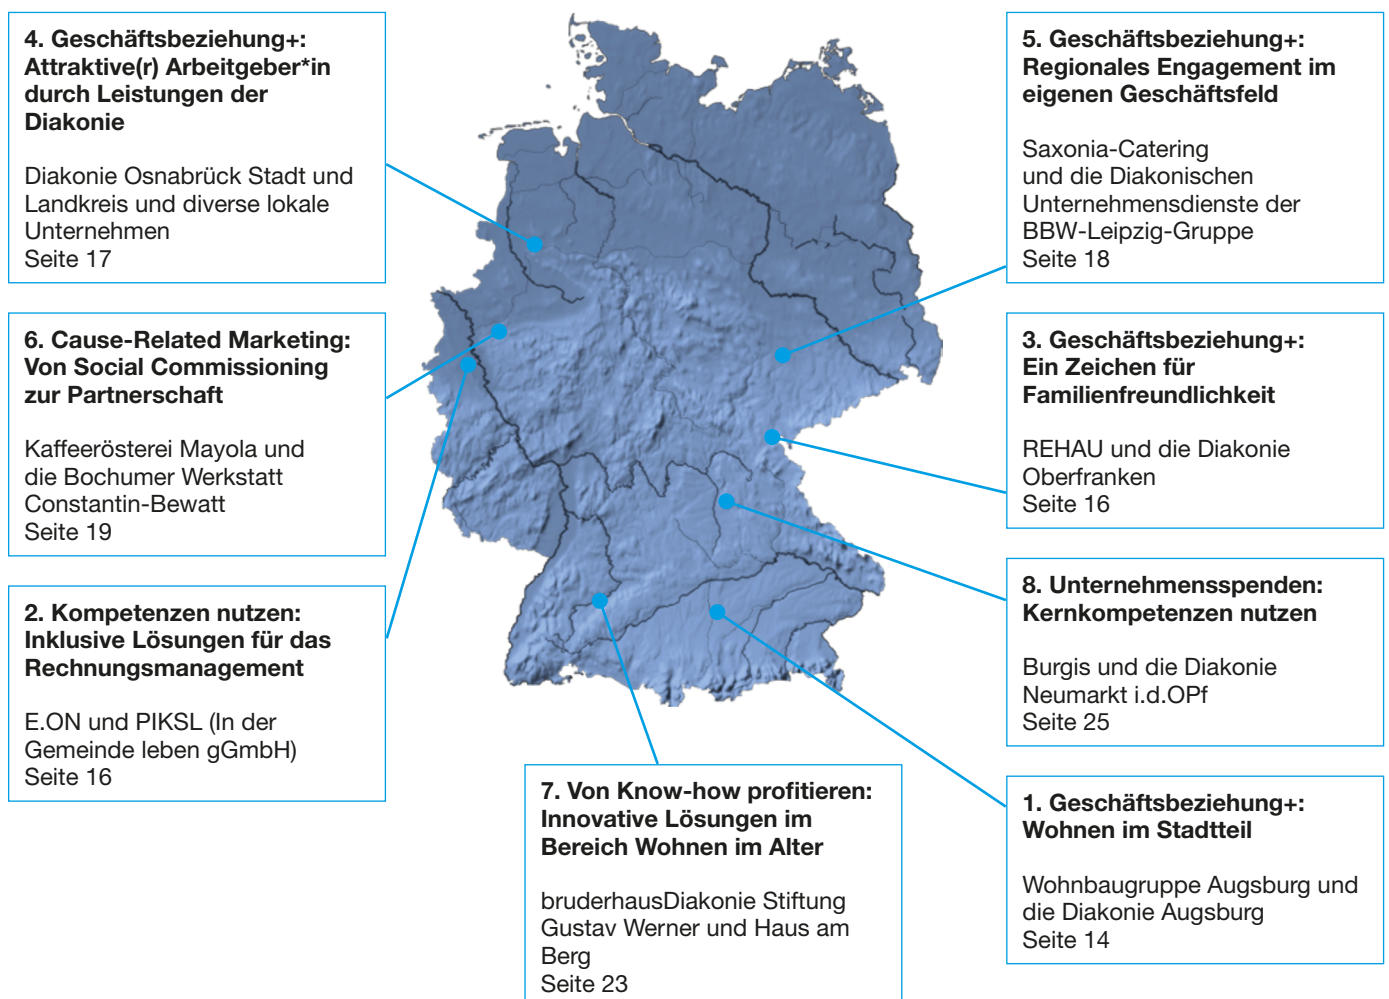 4. Geschäftsbeziehung+:
Attraktive(r) Arbeitgeber*in
durch Leistungen der
Diakonie
Diakonie Osnabrück Stadt und
Landkreis und diverse lokale
Unternehmen
Seite 17
6. Cause-Related Marketing:
Von Social Commissioning
zur Partnerschaft
Kaffeerösterei Mayola und
die Bochumer Werkstatt
Constantin-Bewatt
Seite 19
2. Kompetenzen nutzen:
Inklusive Lösungen für das
Rechnungsmanagement
E.ON und PIKSL (In der
Gemeinde leben gGmbH)
Seite 16
7. Von Know-how profitieren:
Innovative Lösungen im
Bereich Wohnen im Alter
bruderhausDiakonie Stiftung
Gustav Werner und Haus am
Berg
Seite 23
5. Geschäftsbeziehung+:
Regionales Engagement im
eigenen Geschäftsfeld
Saxonia-Catering
und die Diakonischen
Unternehmensdienste der
BBW-Leipzig-Gruppe
Seite 18
3. Geschäftsbeziehung+:
Ein Zeichen für
Familienfreundlichkeit
REHAU und die Diakonie
Oberfranken
Seite 16
8. Unternehmensspenden:
Kernkompetenzen nutzen
Burgis und die Diakonie
Neumarkt i.d.OPf
Seite 25
1. Geschäftsbeziehung+:
Wohnen im Stadtteil
Wohnbaugruppe Augsburg und
die Diakonie Augsburg
Seite 14